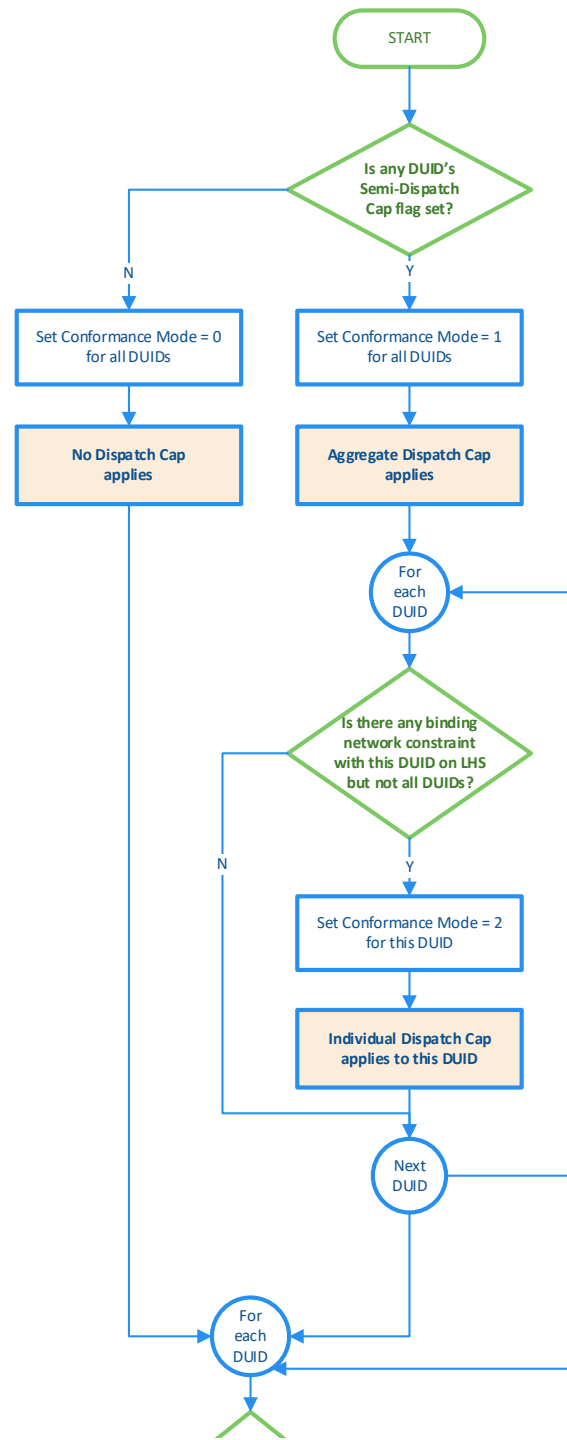 START
Is any DUID's
Semi-Dispatch
Cap flag set?
N
Y
Set Conformance Mode = 0
for all DUIDs
Set Conformance Mode = 1
for all DUIDs
No Dispatch Cap
applies
Aggregate Dispatch Cap
applies
For
each
DUID
Is there any binding
network constraint
with this DUID on LHS
but not all DUIDs?
N
Y
Set Conformance Mode = 2
for this DUID
Individual Dispatch Cap
applies to this DUID
Next
DUID
For
each
DUID